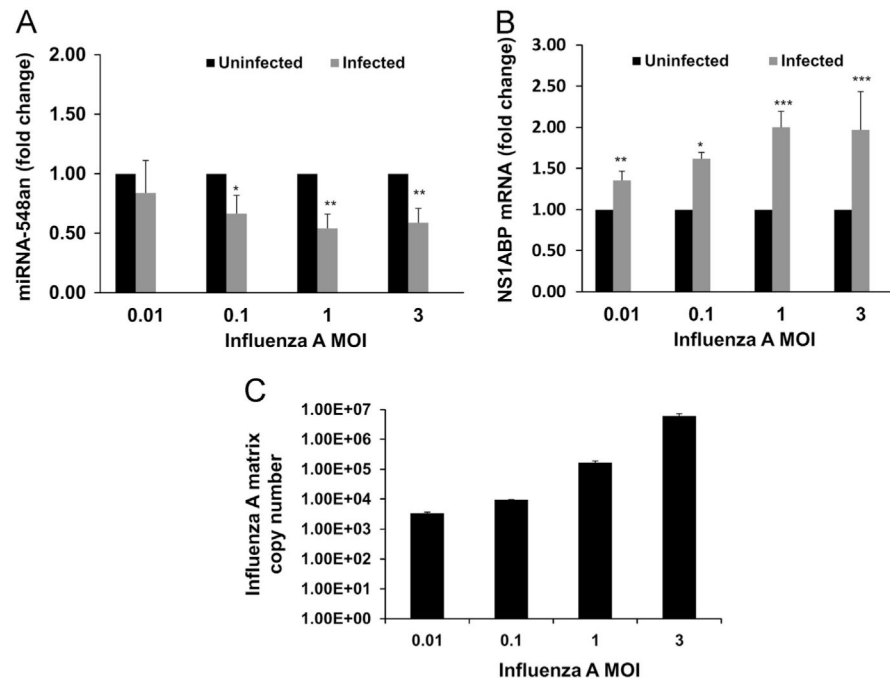 A
miRNA-548an (fold change)
2.00
1.50
1.00
0.50
0.00
Uninfected
Infected
*
**
**
0.01 0.1 1 3
Influenza A MOI
B
NS1ABP mRNA (fold change)
3.00
2.50
2.00
1.50
1.00
0.50
0.00
Uninfected
Infected
**
*
***
***
0.01 0.1 1 3
Influenza A MOI
C
Influenza A matrix
copy number
1.00E+07
1.00E+06
1.00E+05
1.00E+04
1.00E+03
1.00E+02
1.00E+01
1.00E+00
0.01 0.1 1 3
Influenza A MOI